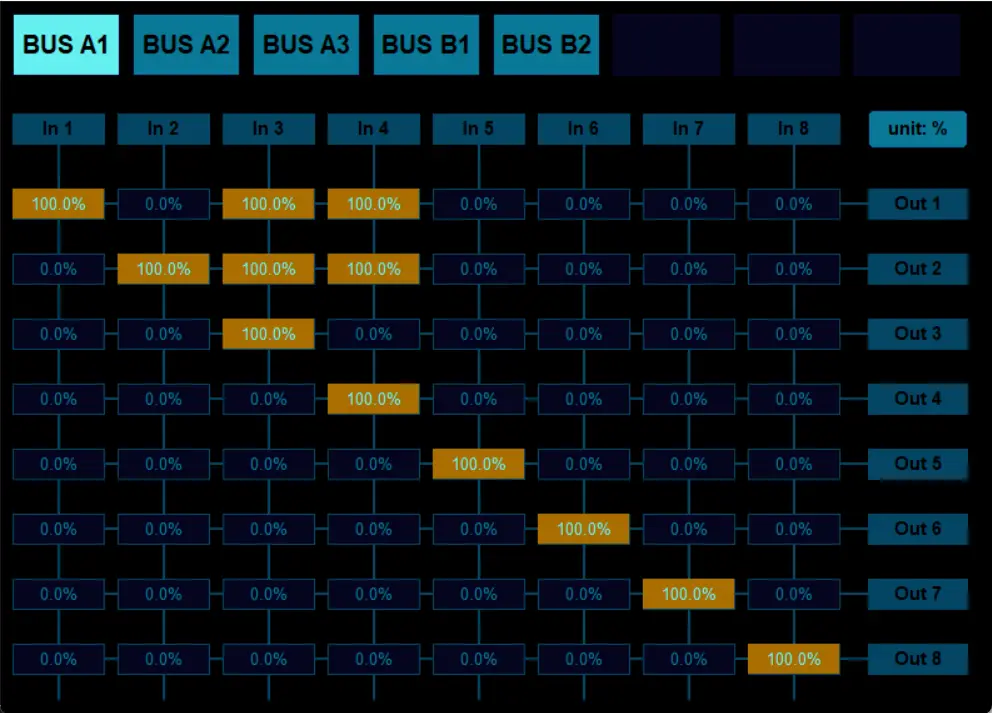 BUS A1 BUS A2 BUS A3 BUS B1 BUS B2
In 1 In 2 In 3 In 4 In 5 In 6 In 7 In 8 unit: %
100.0% 0.0% 100.0% 100.0% 0.0% 0.0% 0.0% 0.0% Out 1
0.0% 100.0% 100.0% 100.0% 0.0% 0.0% 0.0% 0.0% Out 2
0.0% 0.0% 100.0% 0.0% 0.0% 0.0% 0.0% 0.0% Out 3
0.0% 0.0% 0.0% 100.0% 0.0% 0.0% 0.0% 0.0% Out 4
0.0% 0.0% 0.0% 0.0% 100.0% 0.0% 0.0% 0.0% Out 5
0.0% 0.0% 0.0% 0.0% 0.0% 100.0% 0.0% 0.0% Out 6
0.0% 0.0% 0.0% 0.0% 0.0% 0.0% 100.0% 0.0% Out 7
0.0% 0.0% 0.0% 0.0% 0.0% 0.0% 0.0% 100.0% Out 8